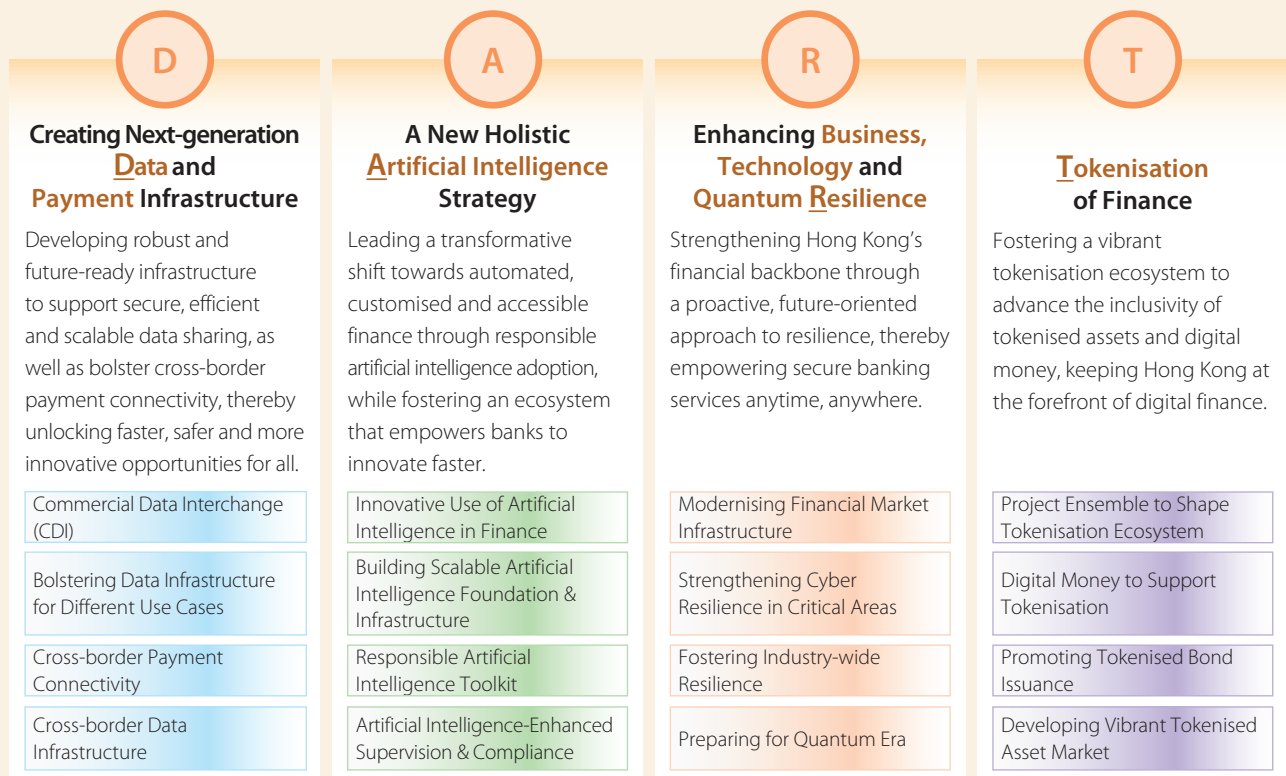 D
Creating Next-generation
Data and
Payment Infrastructure
Developing robust and
future-ready infrastructure
to support secure, efficient
and scalable data sharing, as
well as bolster cross-border
payment connectivity, thereby
unlocking faster, safer and more
innovative opportunities for all.
Commercial Data Interchange
(CDI)
Bolstering Data Infrastructure
for Different Use Cases
Cross-border Payment
Connectivity
Cross-border Data
Infrastructure
A
A New Holistic
Artificial Intelligence
Strategy
Leading a transformative
shift towards automated,
customised and accessible
finance through responsible
artificial intelligence adoption,
while fostering an ecosystem
that empowers banks to
innovate faster.
Innovative Use of Artificial
Intelligence in Finance
Building Scalable Artificial
Intelligence Foundation &
Infrastructure
Responsible Artificial
Intelligence Toolkit
Artificial Intelligence-Enhanced
Supervision & Compliance
R
Enhancing Business,
Technology and
Quantum Resilience
Strengthening Hong Kong's
financial backbone through
a proactive, future-oriented
approach to resilience, thereby
empowering secure banking
services anytime, anywhere.
Modernising Financial Market
Infrastructure
Strengthening Cyber
Resilience in Critical Areas
Fostering Industry-wide
Resilience
Preparing for Quantum Era
T
Tokenisation
of Finance
Fostering a vibrant
tokenisation ecosystem to
advance the inclusivity of
tokenised assets and digital
money, keeping Hong Kong at
the forefront of digital finance.
Project Ensemble to Shape
Tokenisation Ecosystem
Digital Money to Support
Tokenisation
Promoting Tokenised Bond
Issuance
Developing Vibrant Tokenised
Asset Market